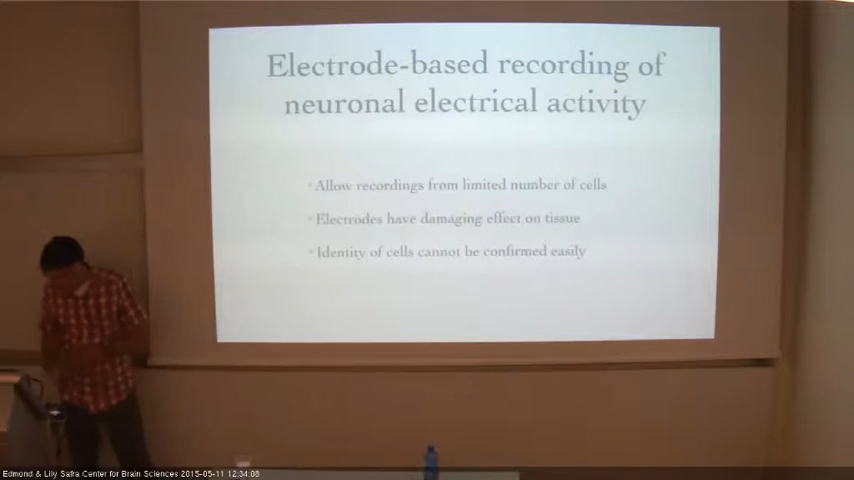 Electrode-based recording of
neuronal electrical activity
Allow recordings from limited number of cells
Electrodes have damaging effect on tissue
Identity of cells cannot be confirmed easily
Edmond & Lily Safra Center for Brain Sciences 2015-05-11 12:34:08